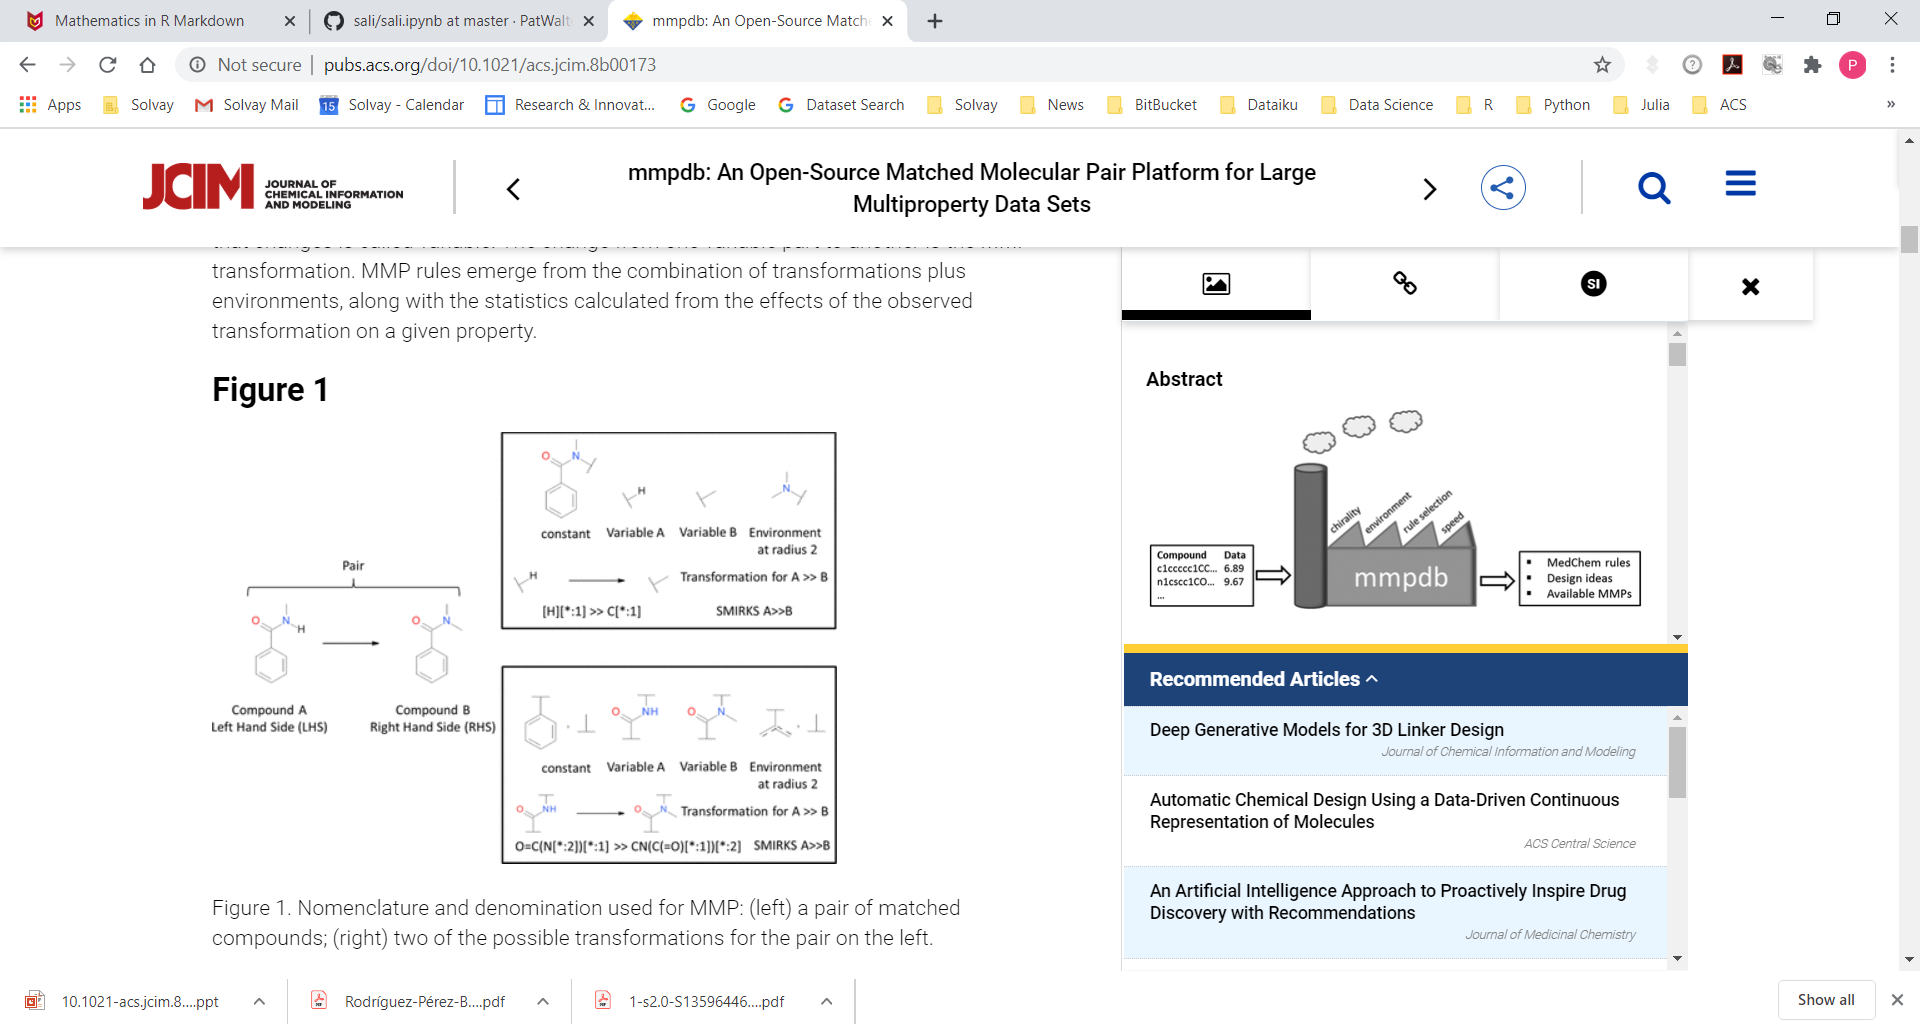 Mathematics in R Markdown
sali/sali.ipynb at master · PatWalt
mmpdb: An Open-Source Matche
Not secure | pubs.acs.org/doi/10.1021/acs.jcim.8b00173
P
Apps Solvay Solvay Mail 15 Solvay - Calendar Research & Innovat... Google Dataset Search Solvay News BitBucket Dataiku Data Science R Python Julia ACS »
JCIM JOURNAL OF
CHEMICAL INFORMATION
AND MODELING
mmpdb: An Open-Source Matched Molecular Pair Platform for Large
Multiproperty Data Sets
transformation. MMP rules emerge from the combination of transformations plus
environments, along with the statistics calculated from the effects of the observed
transformation on a given property.
Figure 1
Pair
O N H
O N
Compound A
Left Hand Side (LHS)
Compound B
Right Hand Side (RHS)
O N
H
N
constant Variable A Variable B Environment
at radius 2
H
Transformation for A >> B
[H][*:1] >> C[*:1] SMIRKS A>>B
O NH
O N
constant Variable A Variable B Environment
at radius 2
O NH O N Transformation for A >> B
O=C(N[*:2])[*:1] >> CN(C(=O)[*:1])[*:2] SMIRKS A>>B
Figure 1. Nomenclature and denomination used for MMP: (left) a pair of matched
compounds; (right) two of the possible transformations for the pair on the left.
SI
Abstract
chirality
environment
rule selection
speed
Compound Data
c1ccccc1CC... 6.89
n1cscc1CO... 9.67
...
mmpdb
▪ MedChem rules
▪ Design ideas
▪ Available MMPs
Recommended Articles
Deep Generative Models for 3D Linker Design
Journal of Chemical Information and Modeling
Automatic Chemical Design Using a Data-Driven Continuous
Representation of Molecules
ACS Central Science
An Artificial Intelligence Approach to Proactively Inspire Drug
Discovery with Recommendations
Journal of Medicinal Chemistry
10.1021-acs.jcim.8....ppt
Rodríguez-Pérez-B....pdf
1-s2.0-S13596446....pdf
Show all